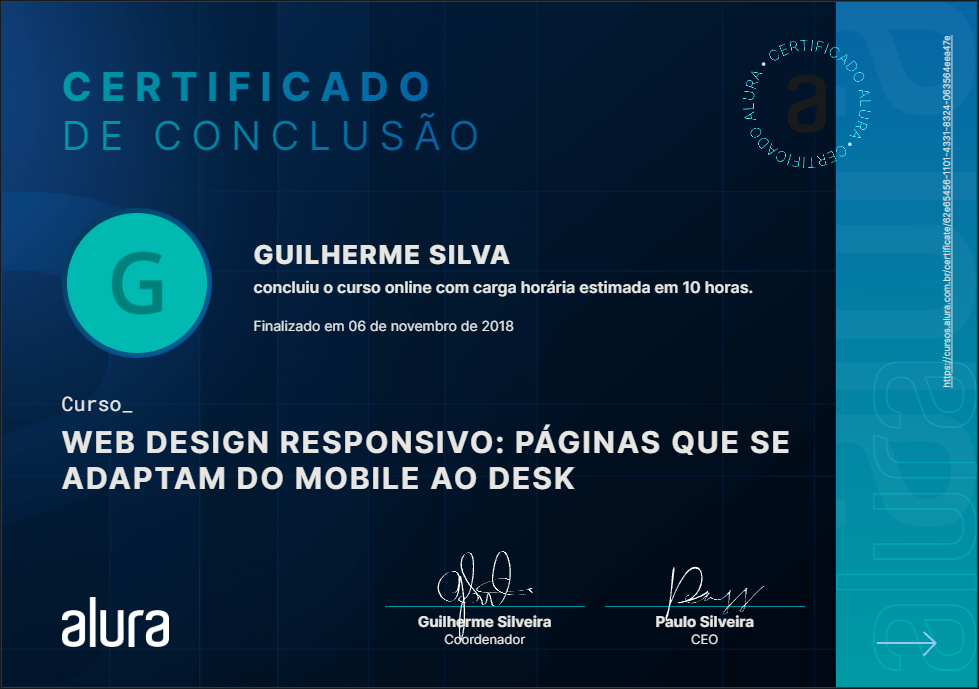 CERTIFICADO
DE CONCLUSÃO
CERTIFICADO ALURA • CERTIFICADO ALURA •
a
https://cursos.alura.com.br/certificate/62e65456-1101-4331-8324-063564eea47e
G
GUILHERME SILVA
concluiu o curso online com carga horária estimada em 10 horas.
Finalizado em 06 de novembro de 2018
Curso_
WEB DESIGN RESPONSIVO: PÁGINAS QUE SE
ADAPTAM DO MOBILE AO DESK
alura
Guilherme Silveira
Coordenador
Paulo Silveira
CEO
alura